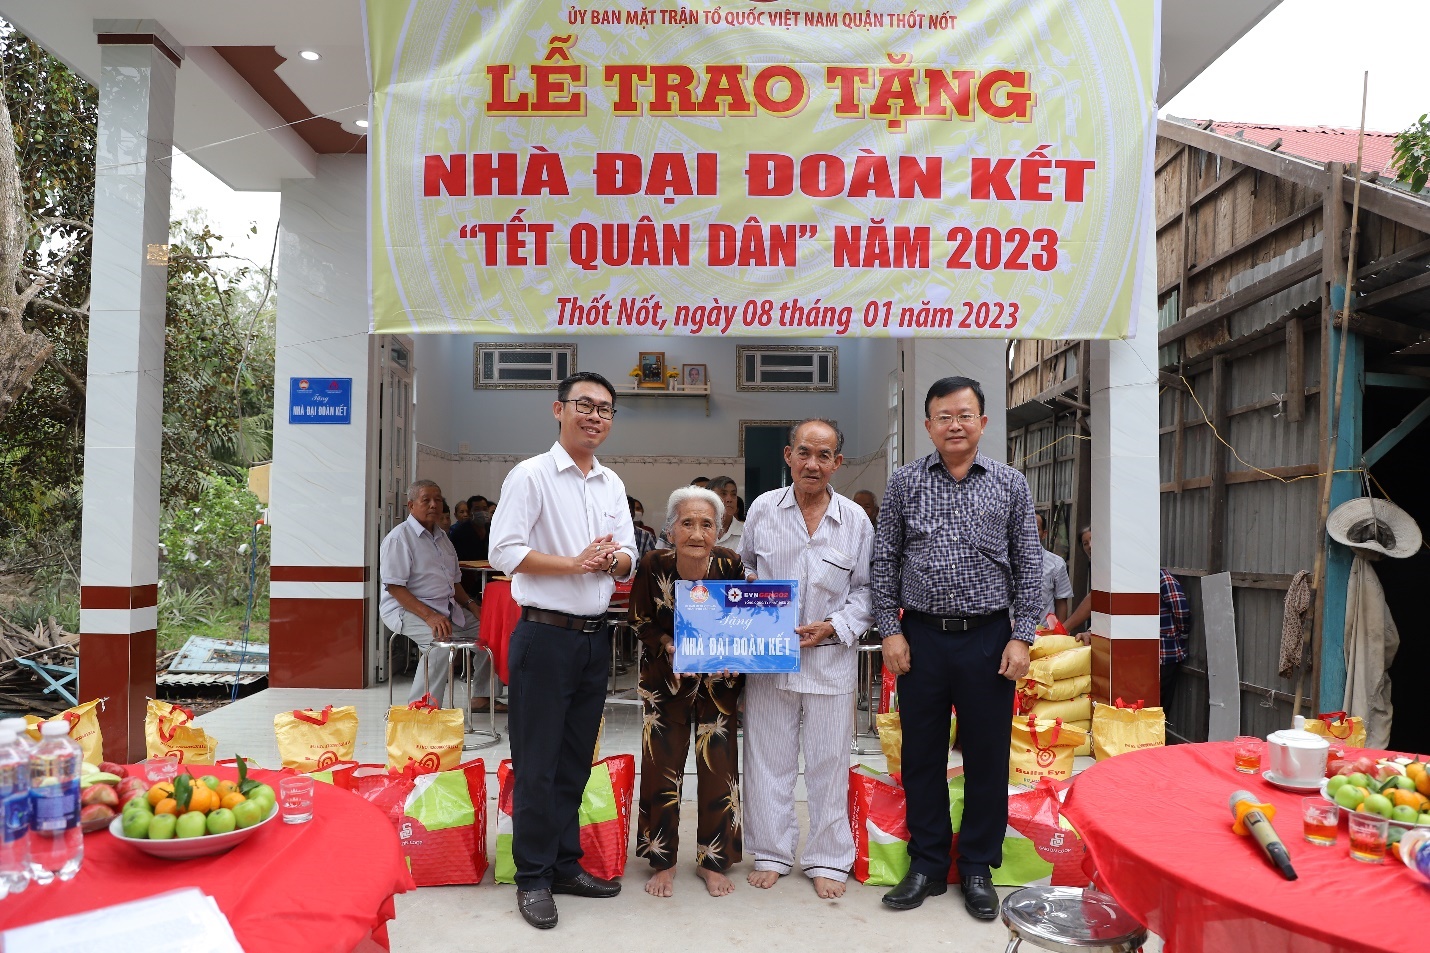 ỦY BAN MẶT TRẬN TỔ QUỐC VIỆT NAM QUẬN THỐT NỐT
LỄ TRAO TẶNG
NHÀ ĐẠI ĐOÀN KẾT
“TẾT QUÂN DÂN” NĂM 2023
Thốt Nốt, ngày 08 tháng 01 năm 2023
Tặng
NHÀ ĐẠI ĐOÀN KẾT
EVNGENCO2
Tặng
NHÀ ĐẠI ĐOÀN KẾT
Bulls Eye